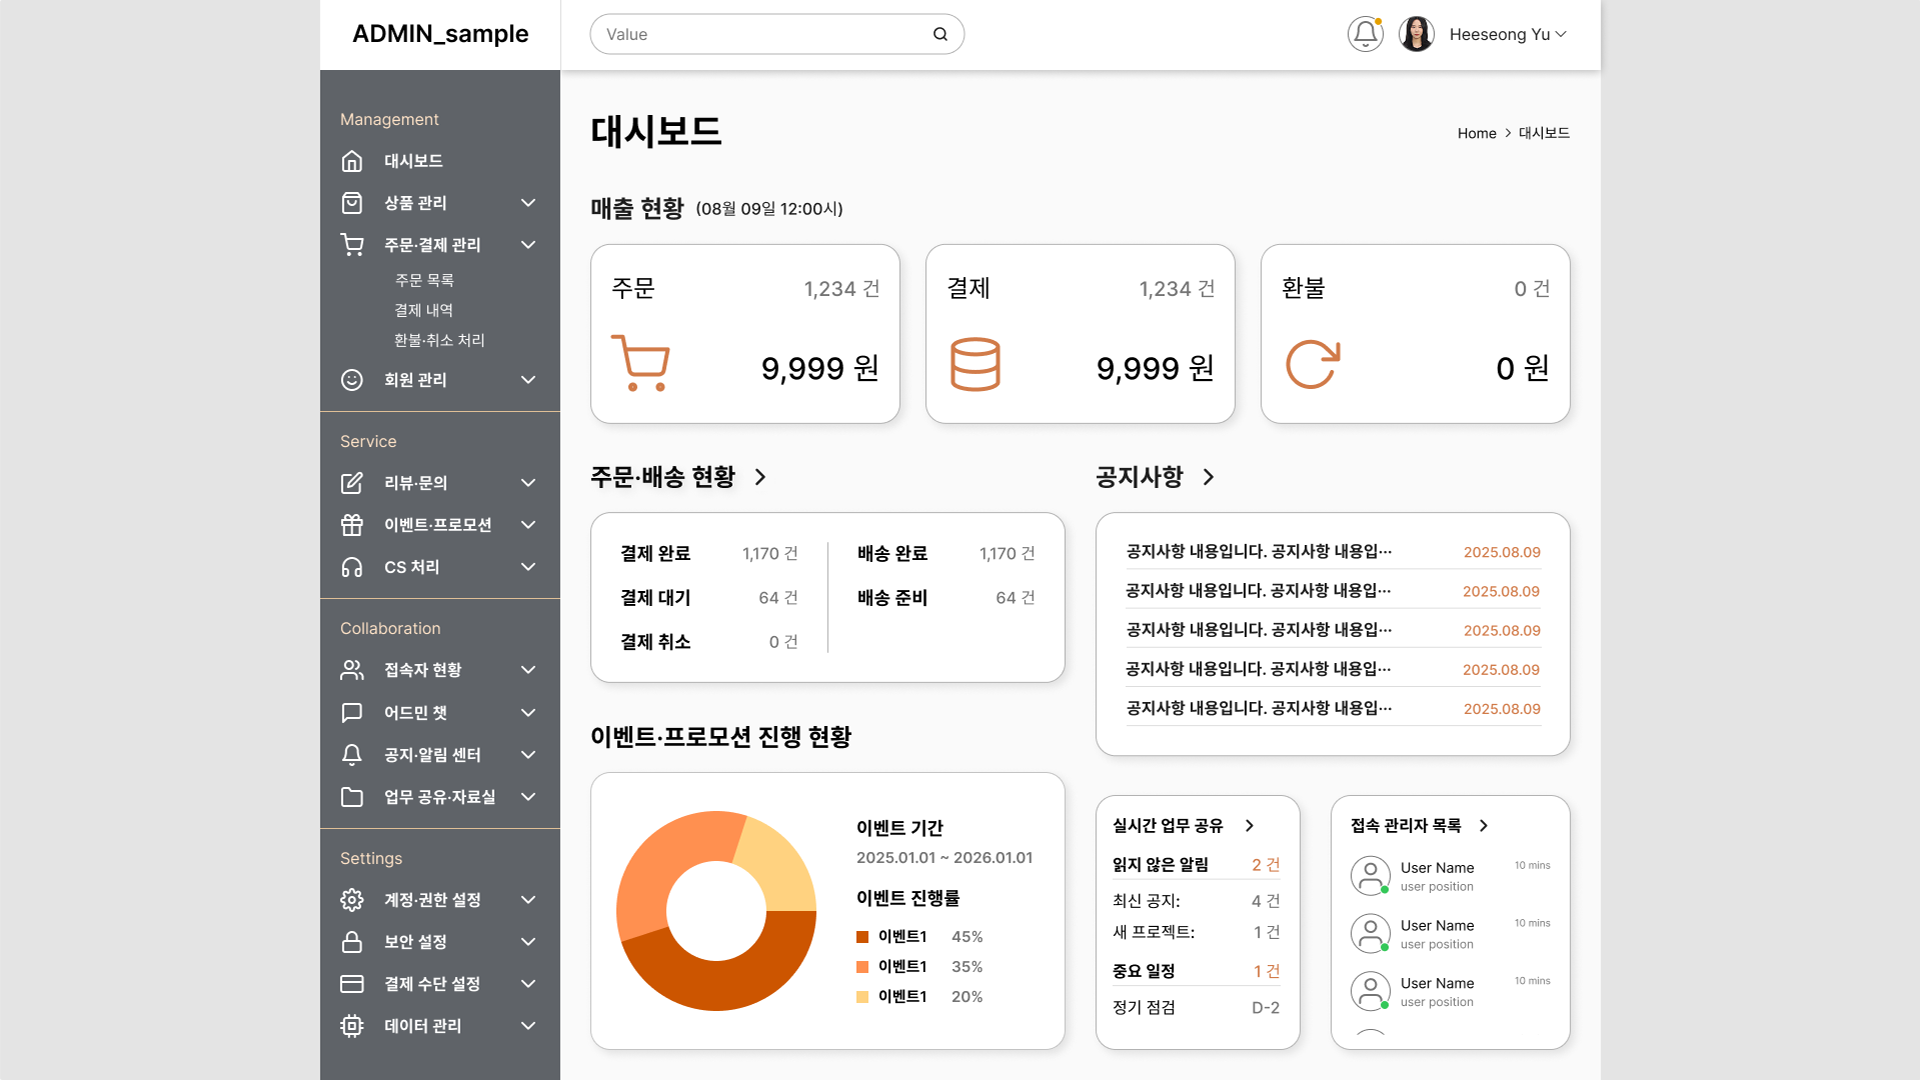 ADMIN_sample
Value
Heeseong Yu
Management
대시보드
상품 관리
주문·결제 관리
주문 목록
결제 내역
환불·취소 처리
회원 관리
Service
리뷰·문의
이벤트·프로모션
CS 처리
Collaboration
접속자 현황
어드민 챗
공지·알림 센터
업무 공유·자료실
Settings
계정·권한 설정
보안 설정
결제 수단 설정
데이터 관리
대시보드
Home > 대시보드
매출 현황 (08월 09일 12:00시)
주문 1,234 건
9,999 원
결제 1,234 건
9,999 원
환불 0 건
0 원
주문·배송 현황
결제 완료 1,170 건
결제 대기 64 건
결제 취소 0 건
배송 완료 1,170 건
배송 준비 64 건
공지사항
공지사항 내용입니다. 공지사항 내용입… 2025.08.09
공지사항 내용입니다. 공지사항 내용입… 2025.08.09
공지사항 내용입니다. 공지사항 내용입… 2025.08.09
공지사항 내용입니다. 공지사항 내용입… 2025.08.09
공지사항 내용입니다. 공지사항 내용입… 2025.08.09
이벤트·프로모션 진행 현황
이벤트 기간
2025.01.01 ~ 2026.01.01
이벤트 진행률
이벤트1 45%
이벤트1 35%
이벤트1 20%
실시간 업무 공유
읽지 않은 알림 2 건
최신 공지: 4 건
새 프로젝트: 1 건
중요 일정 1 건
정기 점검 D-2
접속 관리자 목록
User Name 10 mins
user position
User Name 10 mins
user position
User Name 10 mins
user position